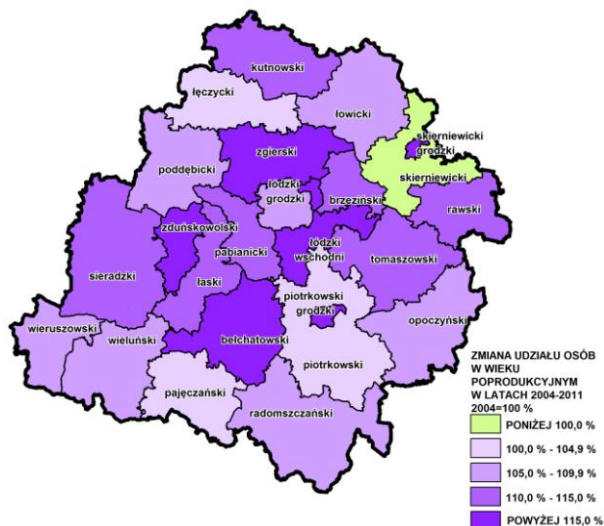 kutnowski
łęczycki
łowicki
skierniewicki
grodzki
zgierski
poddębicki
skierniewicki
łódzki
grodzki
brzeziński
rawski
zduńskowolski
łódzki
wschodni
pabianicki
tomaszowski
sieradzki
łaski
piotrkowski
grodzki
opoczyński
wieruszowski
wieluński
bełchatowski
piotrkowski
pajęczański
radomszczański
ZMIANA UDZIAŁU OSÓB
W WIEKU
POPRODUKCYJNYM
W LATACH 2004-2011
2004=100 %
PONIŻEJ 100,0 %
100,0 % - 104,9 %
105,0 % - 109,9 %
110,0 % - 115,0 %
POWYŻEJ 115,0 %